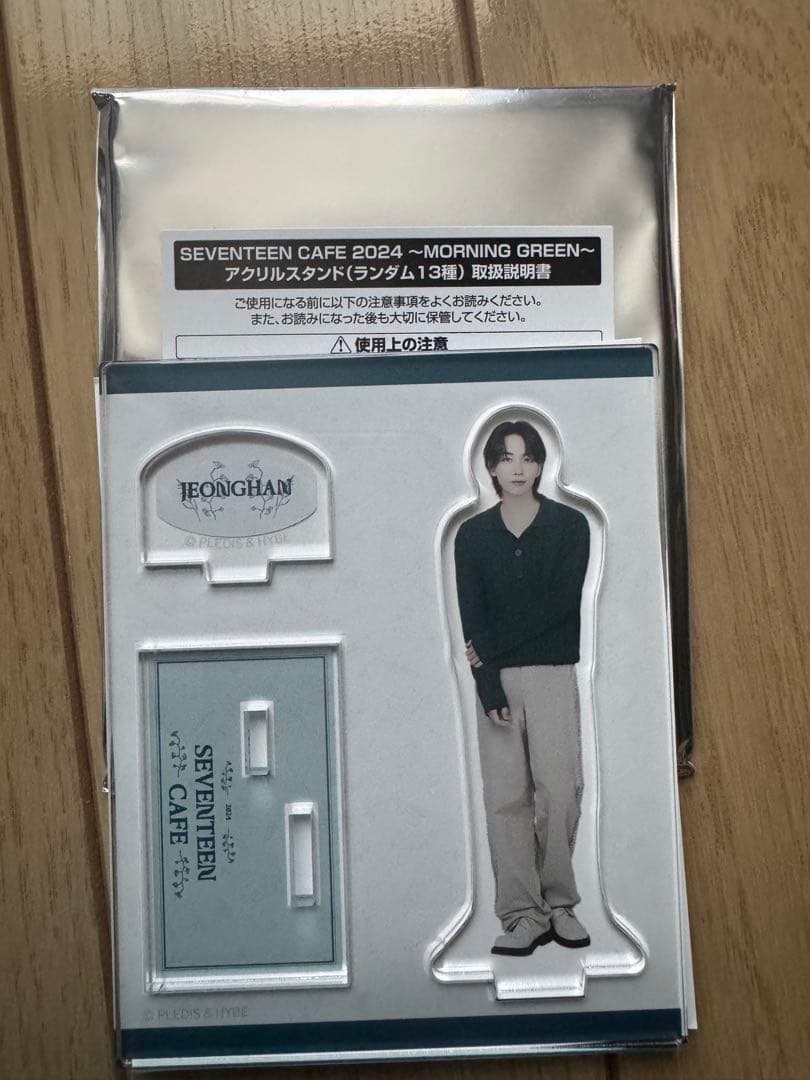 SEVENTEEN CAFE 2024 〜MORNING GREEN〜
アクリルスタンド(ランダム13種) 取扱説明書
ご使用になる前に以下の注意事項をよくお読みください。
また、お読みになった後も大切に保管してください。
⚠使用上の注意
JEONGHAN
© PLEDIS & HYBE
2024
SEVENTEEN
CAFE
© PLEDIS & HYBE